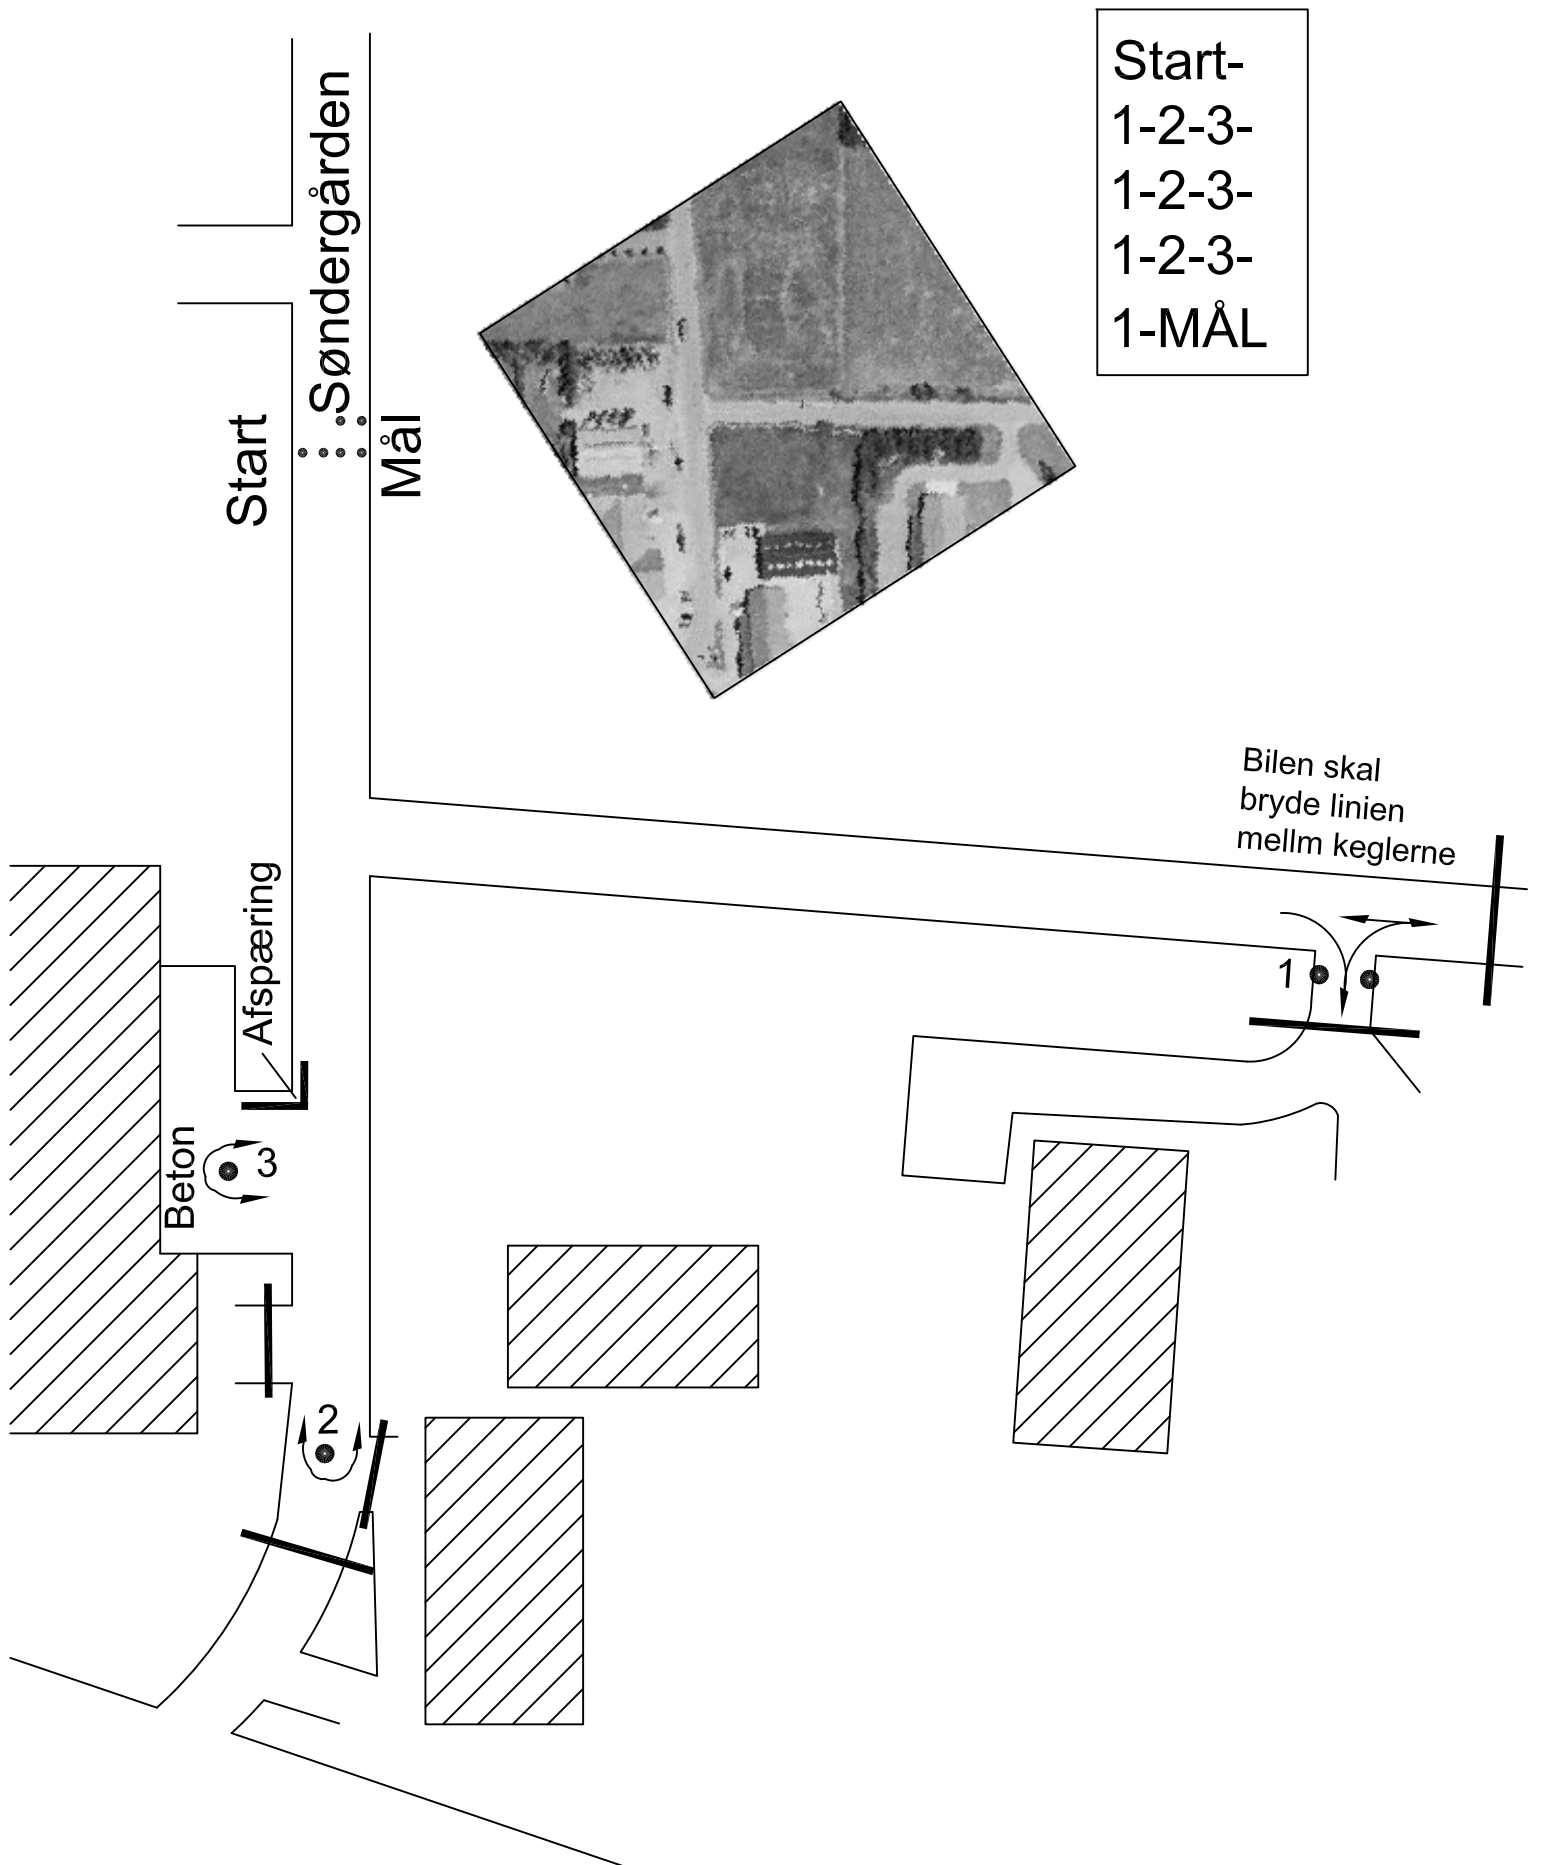 Start-
1-2-3-
1-2-3-
1-2-3-
1-MÅL
Søndergården
Start
Mål
Bilen skal
bryde linien
mellm keglerne
Afspæring
1
Beton
3
2